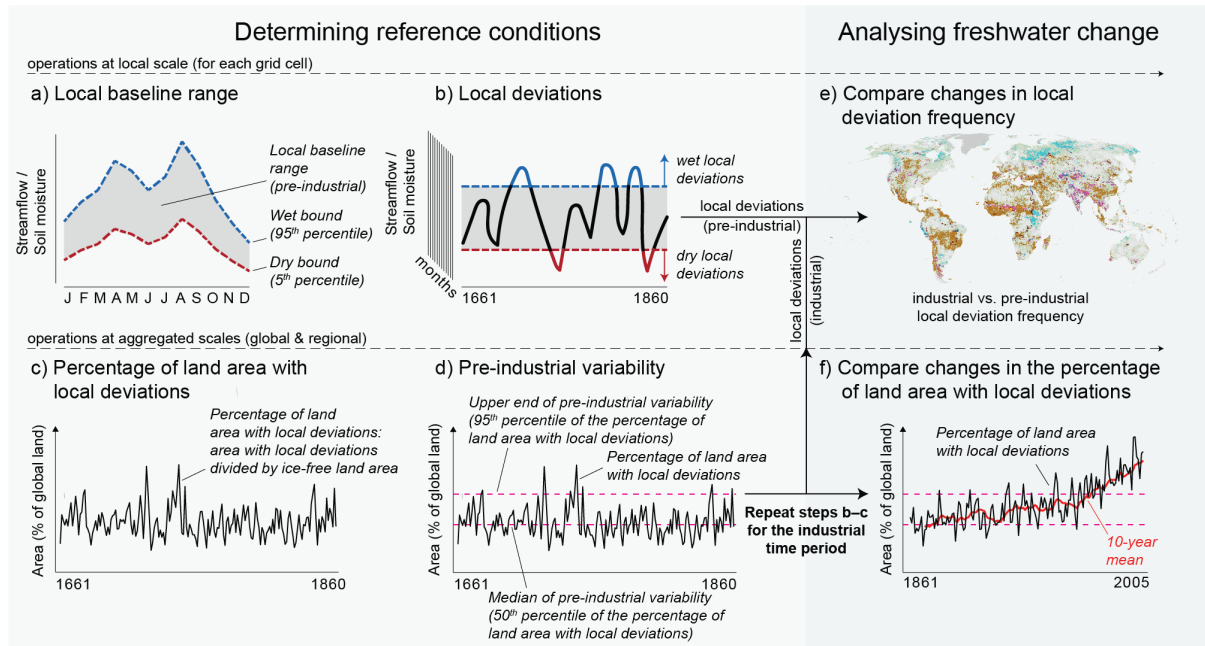 Determining reference conditions
Analysing freshwater change
operations at local scale (for each grid cell)
a) Local baseline range
Streamflow /
Soil moisture
Local baseline
range
(pre-industrial)
Wet bound
(95th percentile)
Dry bound
(5th percentile)
J F M A M J J A S O N D
b) Local deviations
Streamflow /
Soil moisture
months
wet local
deviations
dry local
deviations
1661
1860
local deviations
(pre-industrial)
local deviations
(industrial)
e) Compare changes in local
deviation frequency
industrial vs. pre-industrial
local deviation frequency
operations at aggregated scales (global & regional)
c) Percentage of land area with
local deviations
Area (% of global land)
Percentage of land
area with local deviations:
area with local deviations
divided by ice-free land area
1661
1860
d) Pre-industrial variability
Upper end of pre-industrial variability
(95th percentile of the percentage of
land area with local deviations)
Percentage of land area
with local deviations
Area (% of global land)
1661
1860
Median of pre-industrial variability
(50th percentile of the percentage of
land area with local deviations)
Repeat steps b–c
for the industrial
time period
f) Compare changes in the percentage
of land area with local deviations
Percentage of land area
with local deviations
Area (% of global land)
10-year
mean
1861
2005